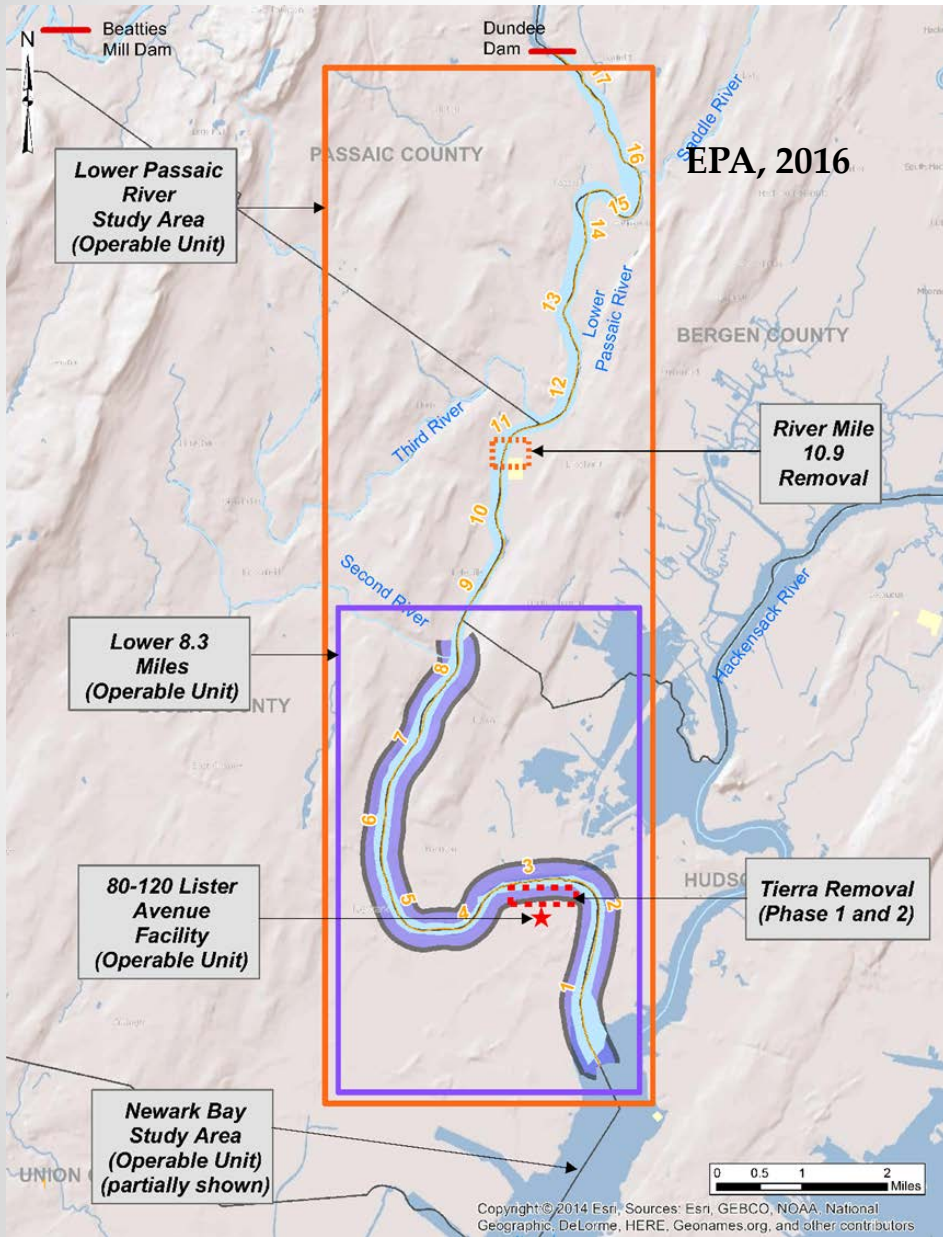 Beatties
Mill Dam
Dundee
Dam
N
17
16
Saddle River
PASSAIC COUNTY
EPA, 2016
Lower Passaic
River
Study Area
(Operable Unit)
15
14
13
Lower
Passaic River
BERGEN COUNTY
12
11
Third River
River Mile
10.9
Removal
10
9
Second River
Hackensack River
Lower 8.3
Miles
(Operable Unit)
COUNTY
8
7
6
5
4
3
2
1
HUDS
80-120 Lister
Avenue
Facility
(Operable Unit)
Tierra Removal
(Phase 1 and 2)
Newark Bay
Study Area
(Operable Unit)
(partially shown)
UNION
0 0.5 1 2
Miles
Copyright:© 2014 Esri, Sources: Esri, GEBCO, NOAA, National
Geographic, DeLorme, HERE, Geonames.org, and other contributors